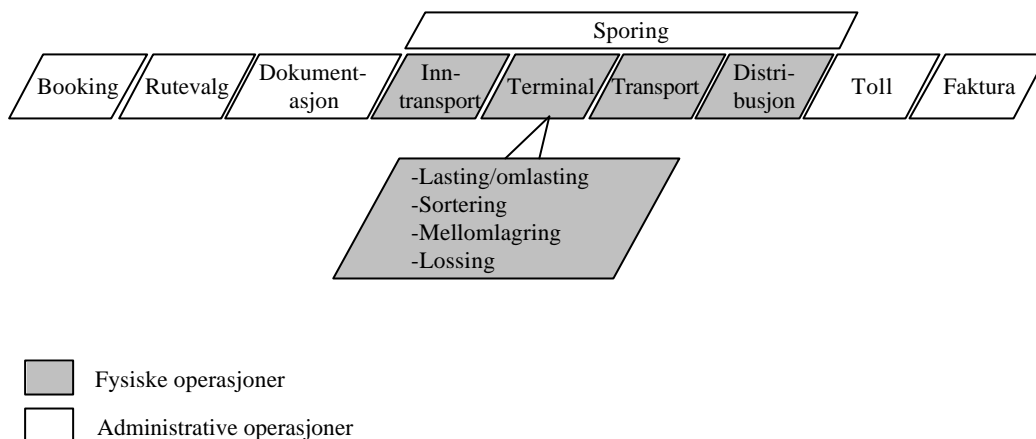 Sporing
Booking
Rutevalg
Dokument-
asjon
Inn-
transport
Terminal
Transport
Distri-
busjon
Toll
Faktura
-Lasting/omlasting
-Sortering
-Mellomlagring
-Lossing
Fysiske operasjoner
Administrative operasjoner